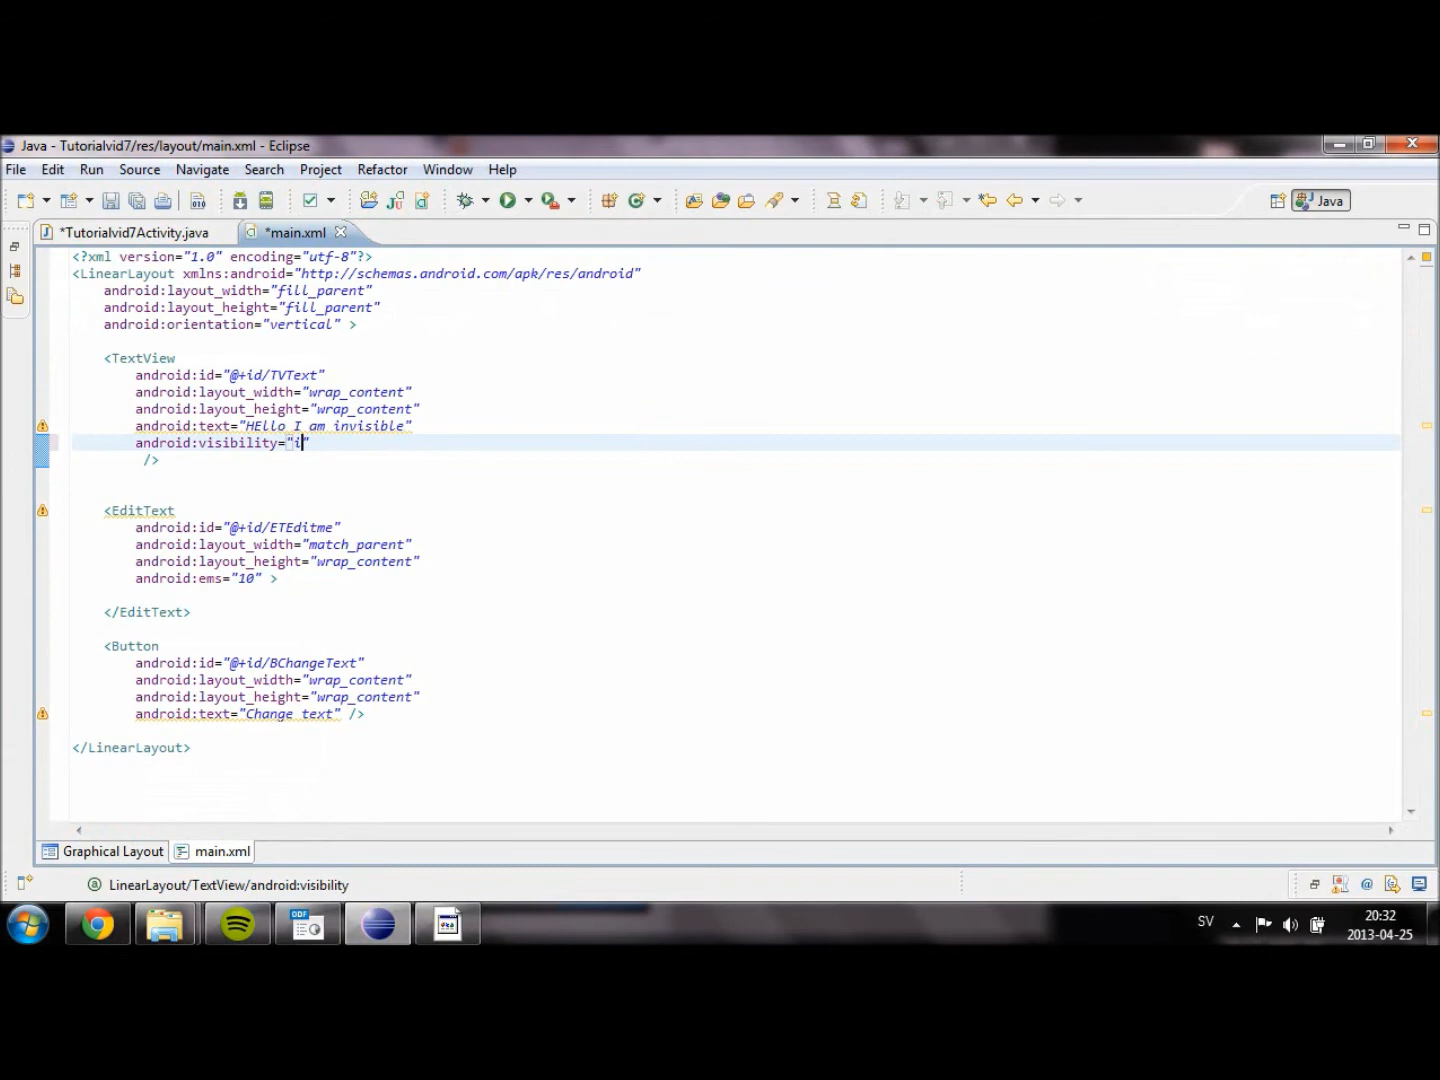 Java - Tutorialvid7/res/layout/main.xml - Eclipse
File Edit Run Source Navigate Search Project Refactor Window Help
Java
*Tutorialvid7Activity.java *main.xml
<?xml version="1.0" encoding="utf-8"?>
<LinearLayout xmlns:android="http://schemas.android.com/apk/res/android"
android:layout_width="fill_parent"
android:layout_height="fill_parent"
android:orientation="vertical" >
<TextView
android:id="@+id/TVText"
android:layout_width="wrap_content"
android:layout_height="wrap_content"
android:text="HEllo I am invisible"
android:visibility="i"
/>
<EditText
android:id="@+id/ETEditme"
android:layout_width="match_parent"
android:layout_height="wrap_content"
android:ems="10" >
</EditText>
<Button
android:id="@+id/BChangeText"
android:layout_width="wrap_content"
android:layout_height="wrap_content"
android:text="Change text" />
</LinearLayout>
Graphical Layout main.xml
LinearLayout/TextView/android:visibility
ODF
SV
20:32
2013-04-25